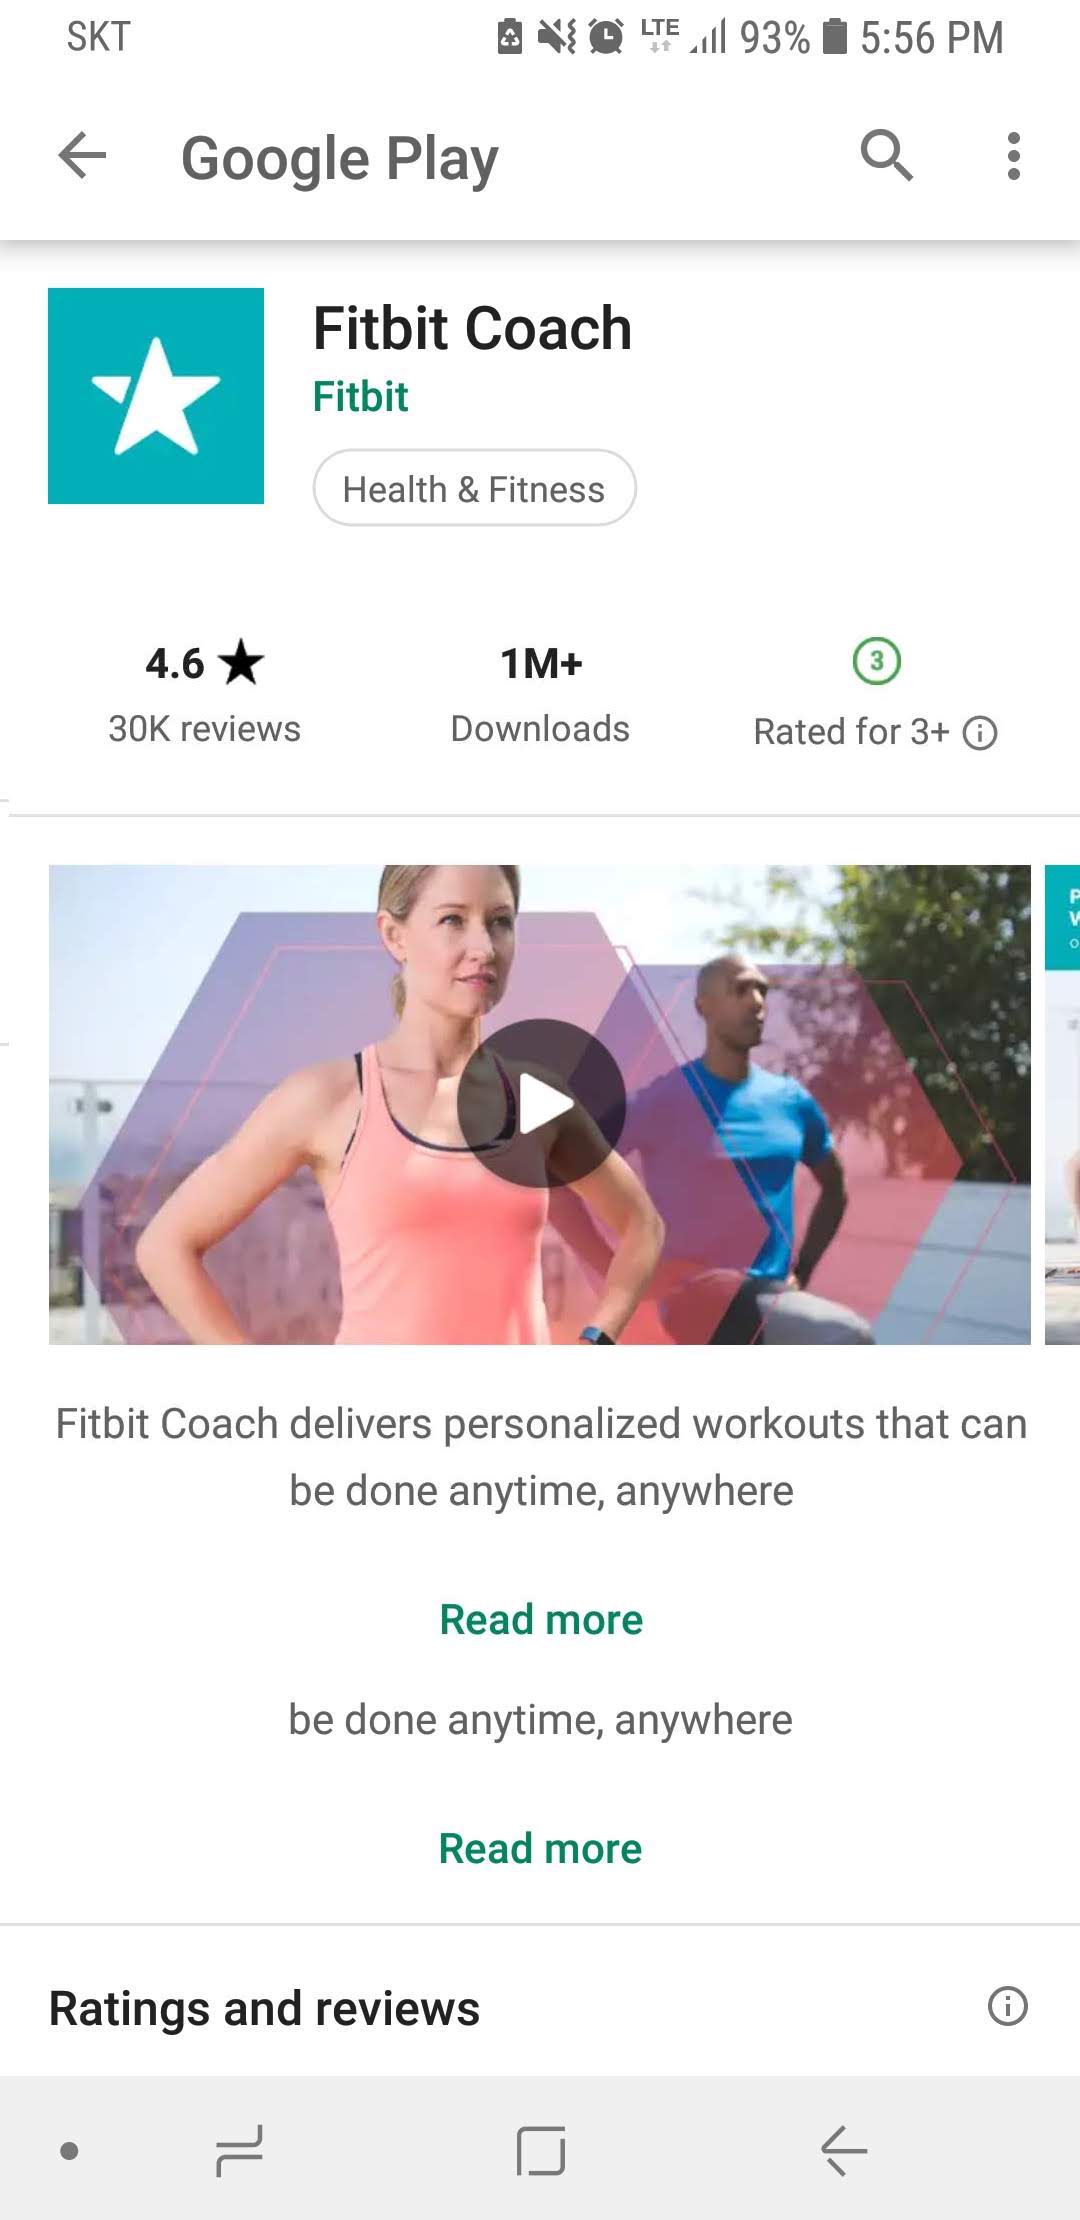 SKT
LTE 93% 5:56 PM
Google Play
Fitbit Coach
Fitbit
Health & Fitness
4.6
30K reviews
1M+
Downloads
3
Rated for 3+
Fitbit Coach delivers personalized workouts that can
be done anytime, anywhere
Read more
be done anytime, anywhere
Read more
Ratings and reviews